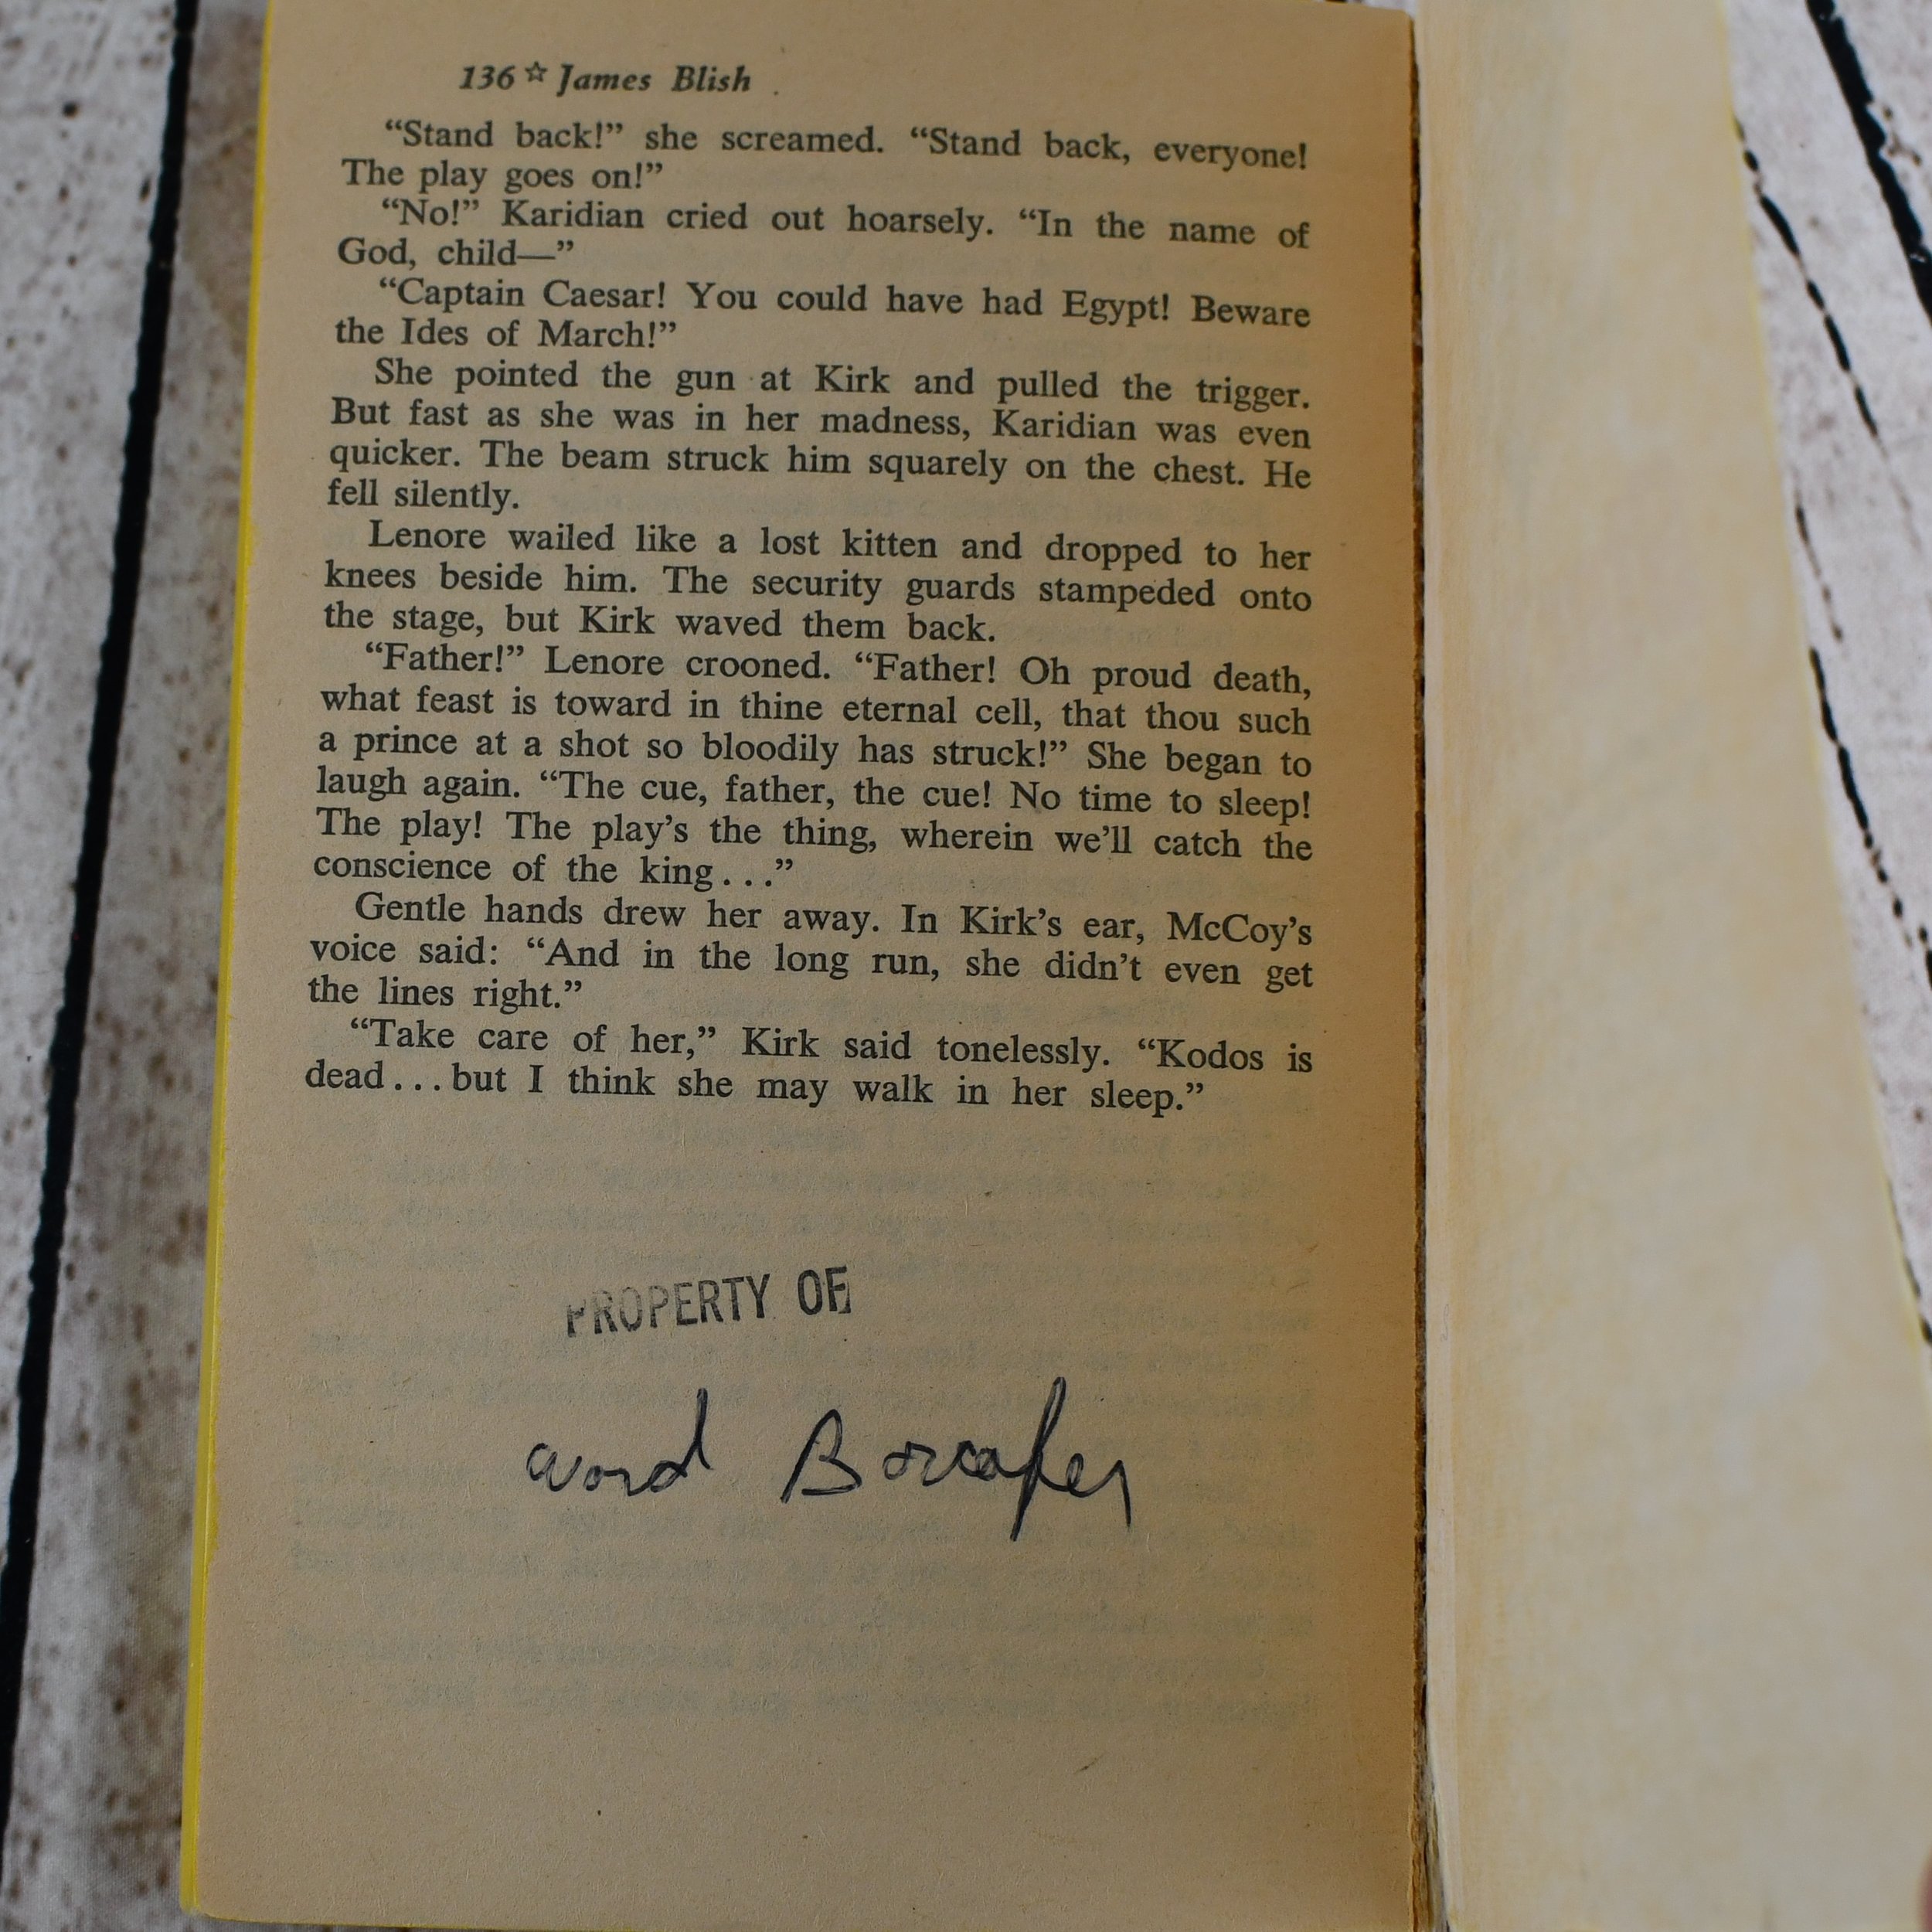 136 ☆ James Blish
“Stand back!” she screamed. “Stand back, everyone!
The play goes on!”
“No!” Karidian cried out hoarsely. “In the name of
God, child—”
“Captain Caesar! You could have had Egypt! Beware
the Ides of March!”
She pointed the gun at Kirk and pulled the trigger.
But fast as she was in her madness, Karidian was even
quicker. The beam struck him squarely on the chest. He
fell silently.
Lenore wailed like a lost kitten and dropped to her
knees beside him. The security guards stampeded onto
the stage, but Kirk waved them back.
“Father!” Lenore crooned. “Father! Oh proud death,
what feast is toward in thine eternal cell, that thou such
a prince at a shot so bloodily has struck!” She began to
laugh again. “The cue, father, the cue! No time to sleep!
The play! The play’s the thing, wherein we’ll catch the
conscience of the king...”
Gentle hands drew her away. In Kirk’s ear, McCoy’s
voice said: “And in the long run, she didn’t even get
the lines right.”
“Take care of her,” Kirk said tonelessly. “Kodos is
dead...but I think she may walk in her sleep.”
PROPERTY OF